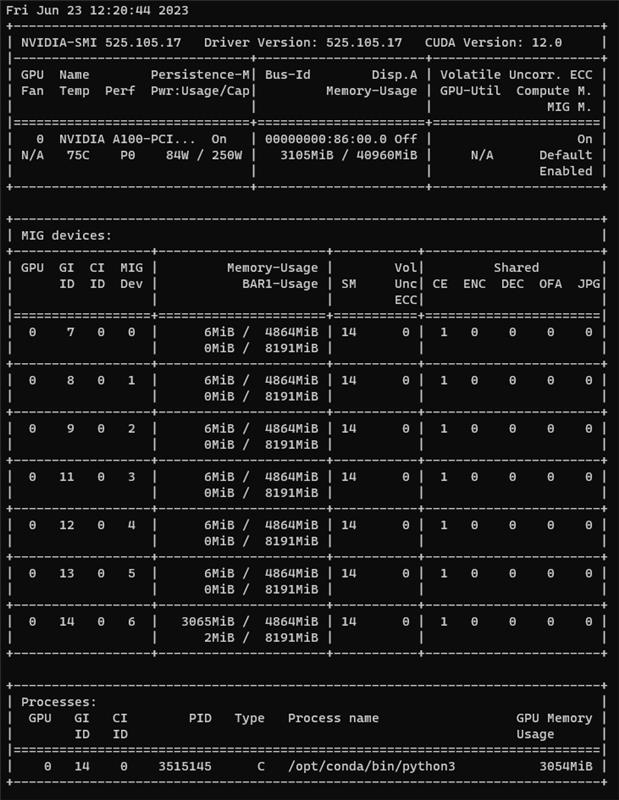 Fri Jun 23 12:20:44 2023
+-----------------------------------------------------------------------------+
| NVIDIA-SMI 525.105.17   Driver Version: 525.105.17   CUDA Version: 12.0     |
|-------------------------------+----------------------+----------------------+
| GPU  Name        Persistence-M| Bus-Id        Disp.A | Volatile Uncorr. ECC |
| Fan  Temp  Perf  Pwr:Usage/Cap|         Memory-Usage | GPU-Util  Compute M. |
|                               |                      |               MIG M. |
|===============================+======================+======================|
|   0  NVIDIA A100-PCI...  On   | 00000000:86:00.0 Off |                   On |
| N/A   75C    P0    84W / 250W |   3105MiB / 40960MiB |     N/A      Default |
|                               |                      |              Enabled |
+-------------------------------+----------------------+----------------------+

+-----------------------------------------------------------------------------+
| MIG devices:                                                                |
+------------------+----------------------+-----------+-----------------------+
| GPU  GI  CI  MIG |         Memory-Usage |        Vol|         Shared        |
|      ID  ID  Dev |           BAR1-Usage | SM     Unc| CE  ENC  DEC  OFA  JPG|
|                  |                      |        ECC|                       |
|==================+======================+===========+=======================|
|  0    7   0   0  |      6MiB /  4864MiB | 14      0 |  1   0    0    0    0 |
|                  |      0MiB /  8191MiB |           |                       |
+------------------+----------------------+-----------+-----------------------+
|  0    8   0   1  |      6MiB /  4864MiB | 14      0 |  1   0    0    0    0 |
|                  |      0MiB /  8191MiB |           |                       |
+------------------+----------------------+-----------+-----------------------+
|  0    9   0   2  |      6MiB /  4864MiB | 14      0 |  1   0    0    0    0 |
|                  |      0MiB /  8191MiB |           |                       |
+------------------+----------------------+-----------+-----------------------+
|  0   11   0   3  |      6MiB /  4864MiB | 14      0 |  1   0    0    0    0 |
|                  |      0MiB /  8191MiB |           |                       |
+------------------+----------------------+-----------+-----------------------+
|  0   12   0   4  |      6MiB /  4864MiB | 14      0 |  1   0    0    0    0 |
|                  |      0MiB /  8191MiB |           |                       |
+------------------+----------------------+-----------+-----------------------+
|  0   13   0   5  |      6MiB /  4864MiB | 14      0 |  1   0    0    0    0 |
|                  |      0MiB /  8191MiB |           |                       |
+------------------+----------------------+-----------+-----------------------+
|  0   14   0   6  |   3065MiB /  4864MiB | 14      0 |  1   0    0    0    0 |
|                  |      2MiB /  8191MiB |           |                       |
+------------------+----------------------+-----------+-----------------------+

+-----------------------------------------------------------------------------+
| Processes:                                                                  |
|  GPU   GI   CI        PID   Type   Process name                  GPU Memory |
|        ID   ID                                                   Usage      |
|=============================================================================|
|    0   14    0    3515145      C   /opt/conda/bin/python3           3054MiB |
+-----------------------------------------------------------------------------+